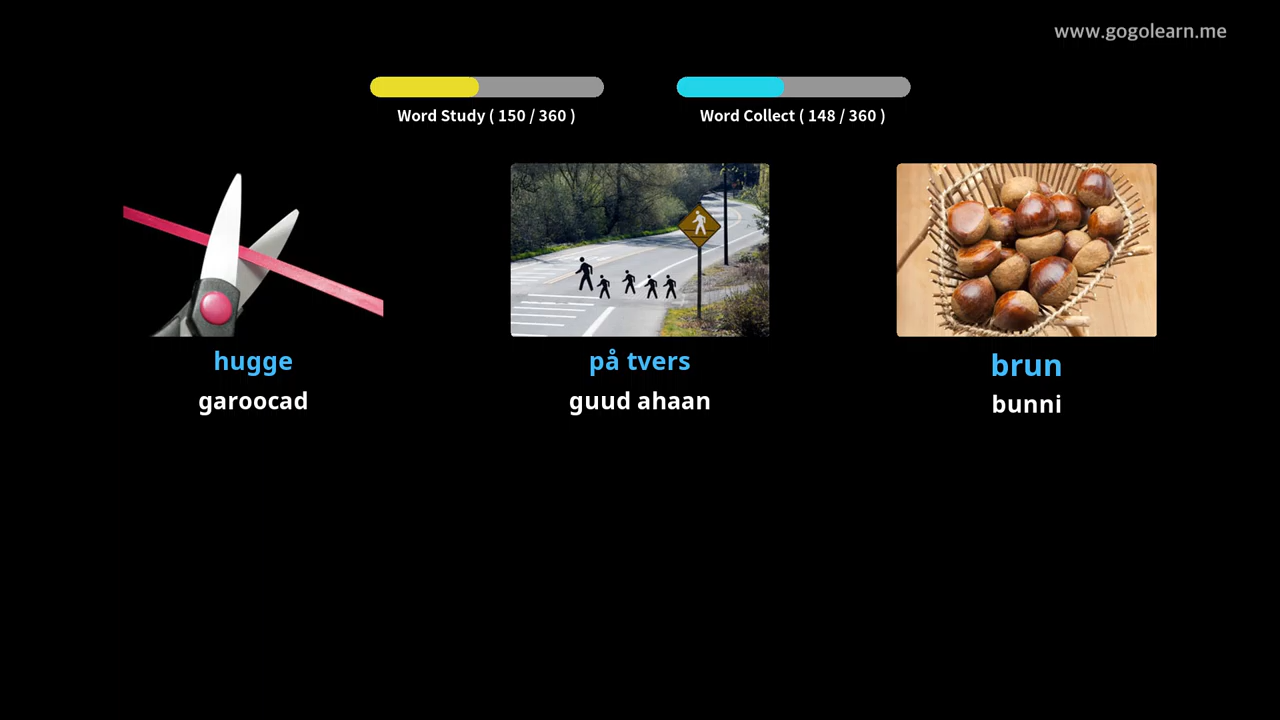 www.gogolearn.me
Word Study ( 150 / 360 )
Word Collect ( 148 / 360 )
hugge
på tvers
brun
garoocad
guud ahaan
bunni